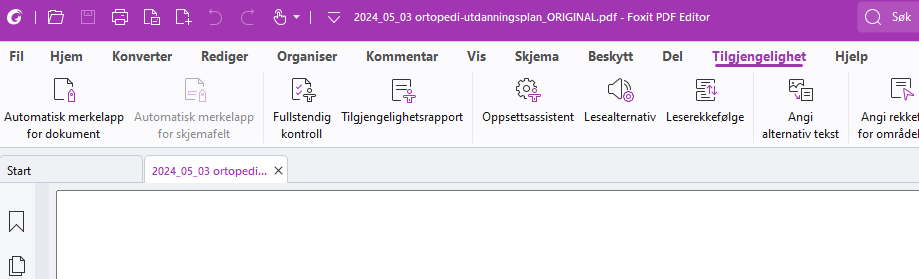 2024_05_03 ortopedi-utdanningsplan_ORIGINAL.pdf - Foxit PDF Editor
Søk
Fil Hjem Konverter Rediger Organiser Kommentar Vis Skjema Beskytt Del Tilgjengelighet Hjelp
Automatisk merkelapp for dokument
Automatisk merkelapp for skjemafelt
Fullstendig kontroll
Tilgjengelighetsrapport
Oppsettsassistent
Lesealternativ
Leserekkefølge
Angi alternativ tekst
Angi rekkef
for område
Start
2024_05_03 ortopedi...